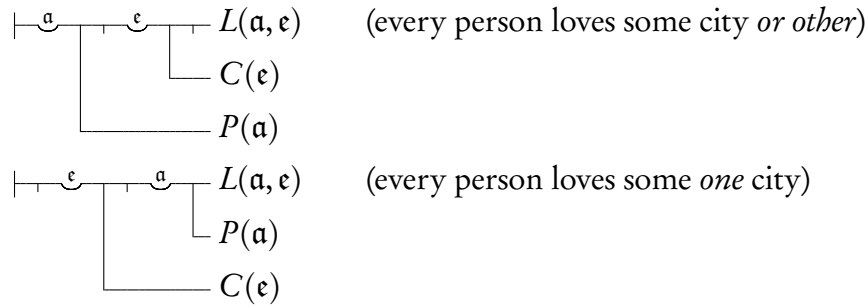 𝔞 𝔢 L(𝔞, 𝔢) (every person loves some city or other)
C(𝔢)
P(𝔞)
𝔢 𝔞 L(𝔞, 𝔢) (every person loves some one city)
P(𝔞)
C(𝔢)